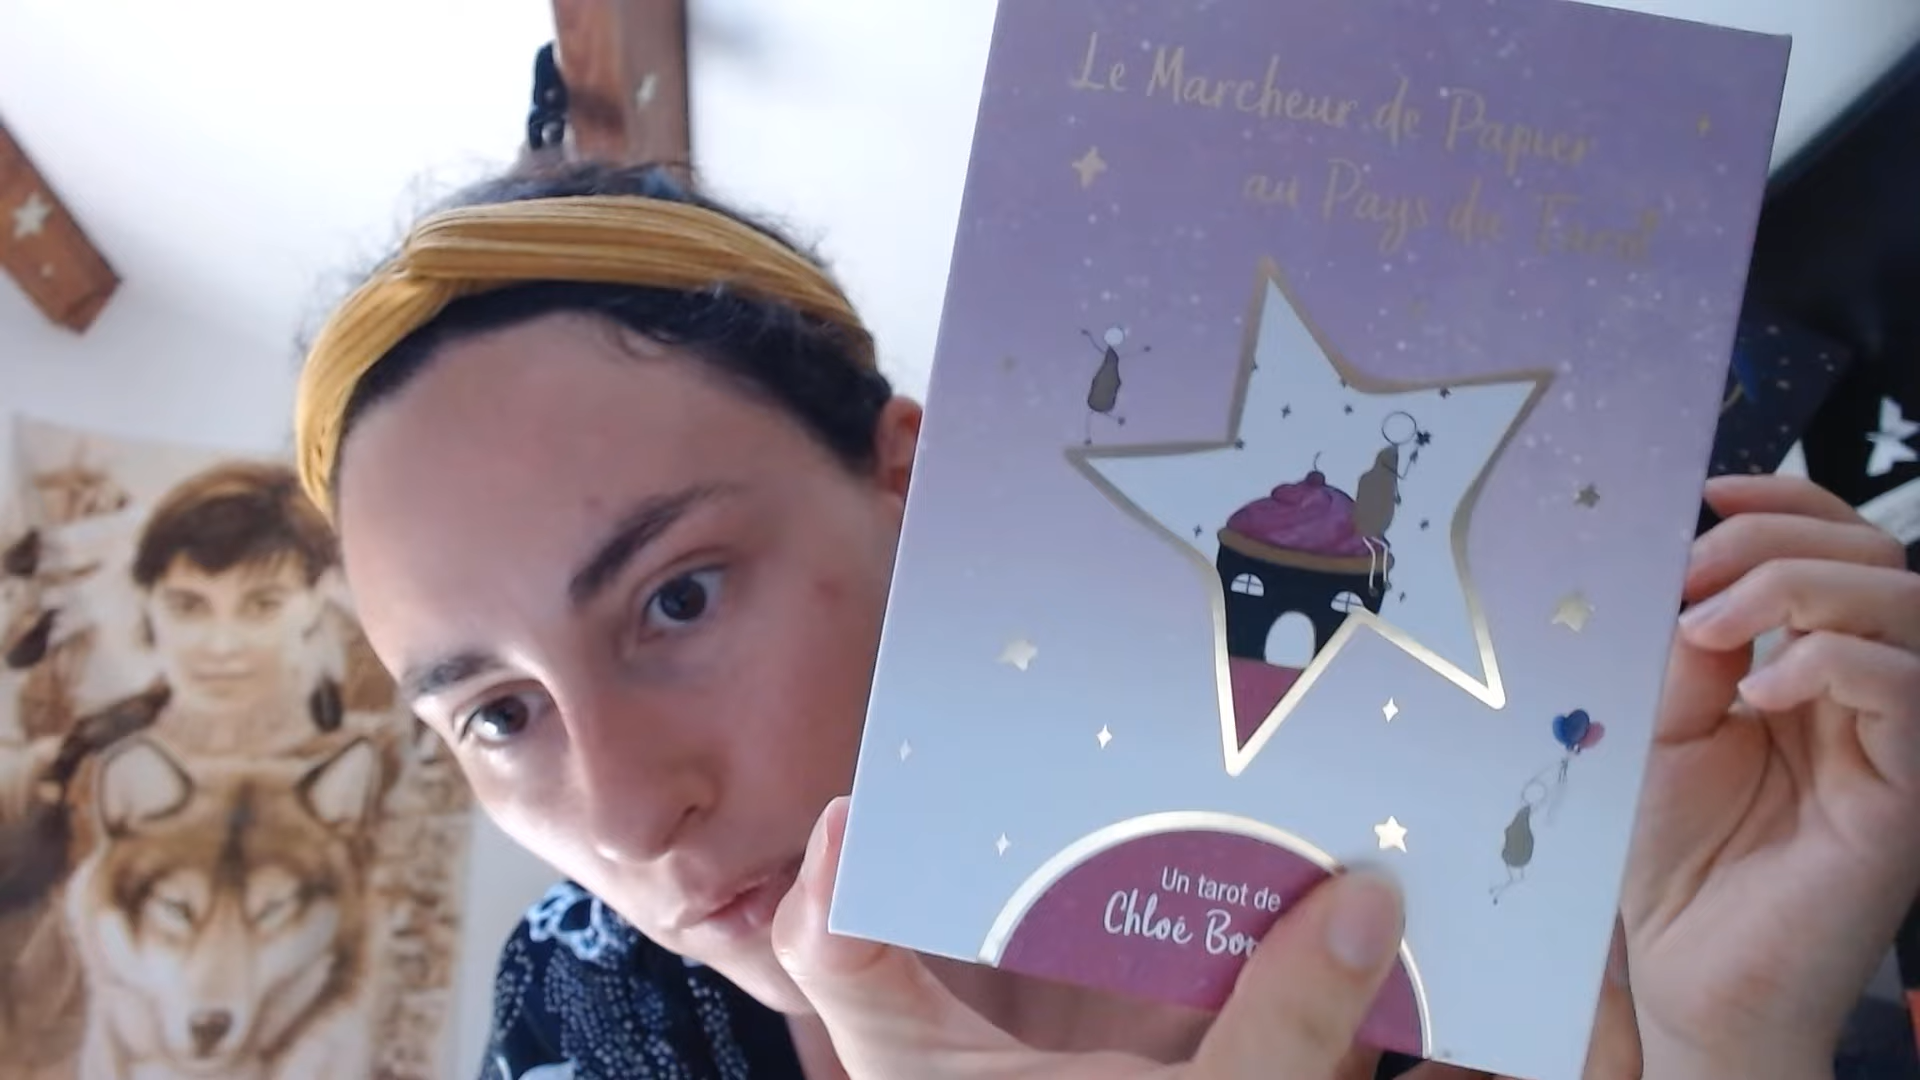 Le Marcheur de Papier
au Pays du Tarot
Un tarot de
Chloé